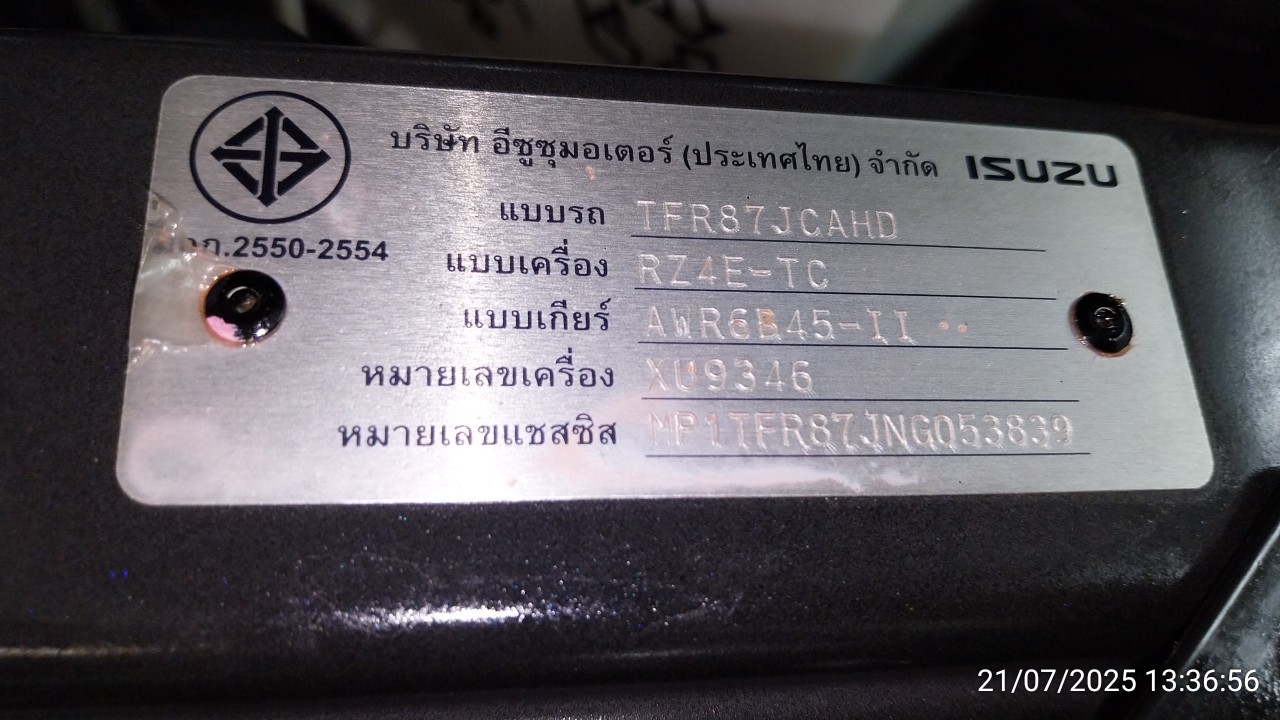 บริษัท อีซูซุมอเตอร์ (ประเทศไทย) จำกัด ISUZU
แบบรถ TFR87JCAHD
มอก.2550-2554
แบบเครื่อง RZ4E-TC
แบบเกียร์ AWR6B45-II
หมายเลขเครื่อง XU9346
หมายเลขแชสซิส MP1TFR87JNG053839
21/07/2025 13:36:56